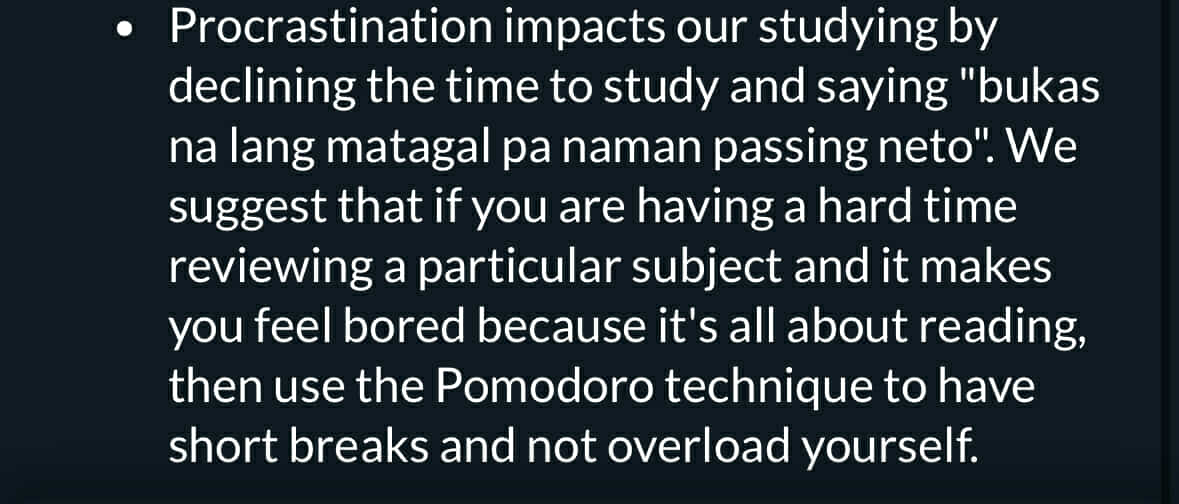 • Procrastination impacts our studying by
declining the time to study and saying "bukas
na lang matagal pa naman passing neto". We
suggest that if you are having a hard time
reviewing a particular subject and it makes
you feel bored because it's all about reading,
then use the Pomodoro technique to have
short breaks and not overload yourself.